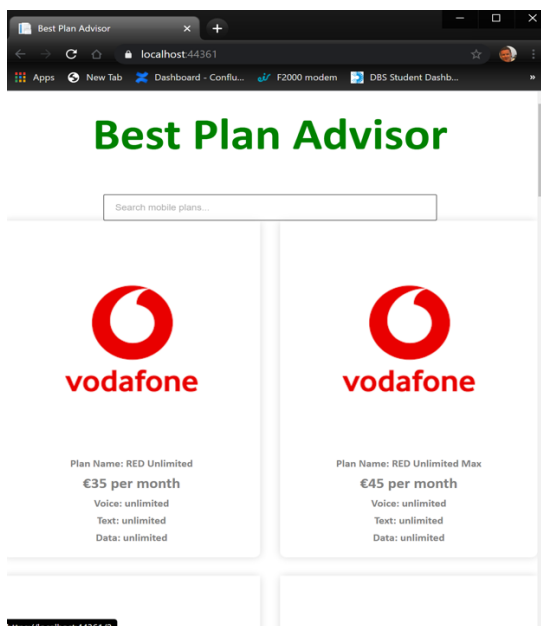 Best Plan Advisor
localhost:44361
Apps New Tab Dashboard - Conflu... F2000 modem DBS Student Dashb... »
Best Plan Advisor
Search mobile plans...
vodafone vodafone
Plan Name: RED Unlimited Plan Name: RED Unlimited Max
€35 per month €45 per month
Voice: unlimited Voice: unlimited
Text: unlimited Text: unlimited
Data: unlimited Data: unlimited